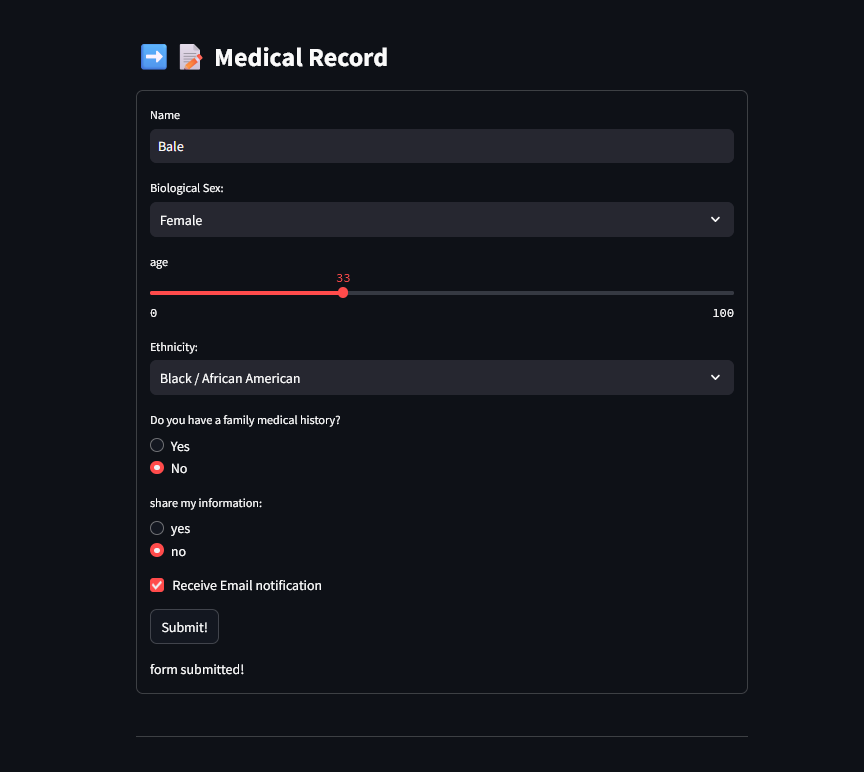 Medical Record
Name
Bale
Biological Sex:
Female
age
33
0 100
Ethnicity:
Black / African American
Do you have a family medical history?
Yes
No
share my information:
yes
no
Receive Email notification
Submit!
form submitted!